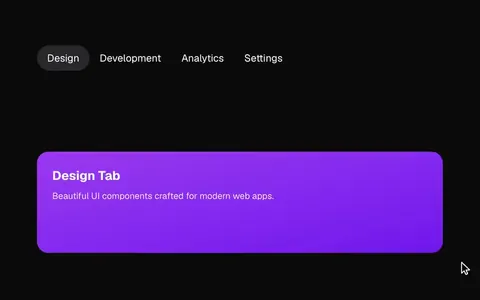 Design Development Analytics Settings
Design Tab
Beautiful UI components crafted for modern web apps.